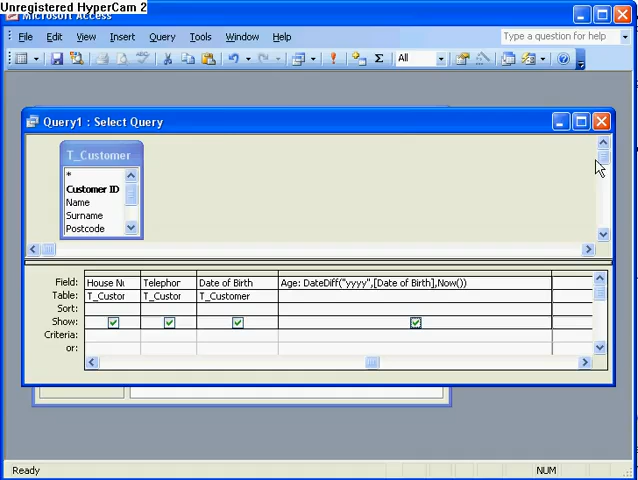 Unregistered HyperCam 2
Microsoft Access
File Edit View Insert Query Tools Window Help
Type a question for help
Σ All
Query1 : Select Query
T_Customer
*
Customer ID
Name
Surname
Postcode
Field: House Nu Telephor Date of Birth Age: DateDiff("yyyy",[Date of Birth],Now())
Table: T_Custor T_Custor T_Customer
Sort:
Show:
Criteria:
or:
Ready NUM